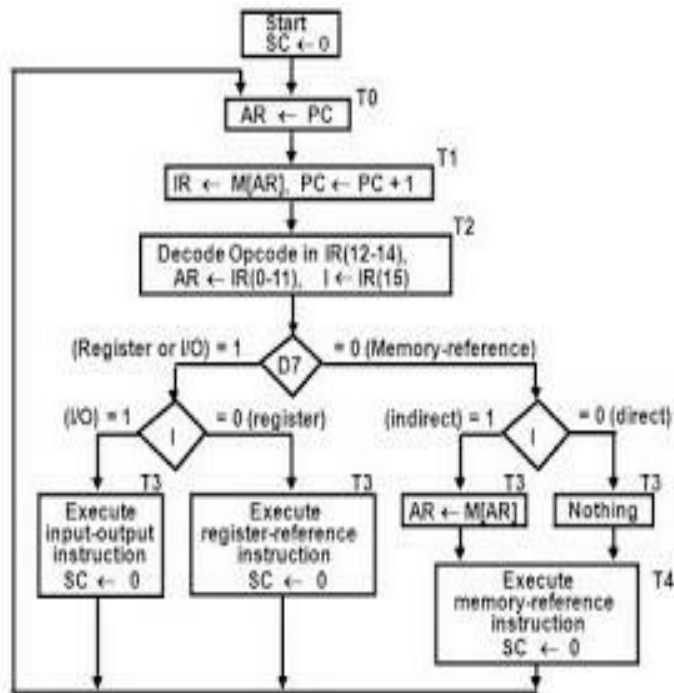 Start
SC ← 0
T0
AR ← PC
T1
IR ← M[AR], PC ← PC + 1
T2
Decode Opcode in IR(12-14),
AR ← IR(0-11), I ← IR(15)
(Register or I/O) = 1
D7
= 0 (Memory-reference)
(I/O) = 1
I
= 0 (register)
(indirect) = 1
I
= 0 (direct)
T3
Execute
input-output
instruction
SC ← 0
T3
Execute
register-reference
instruction
SC ← 0
T3
AR ← M[AR]
T3
Nothing
T4
Execute
memory-reference
instruction
SC ← 0